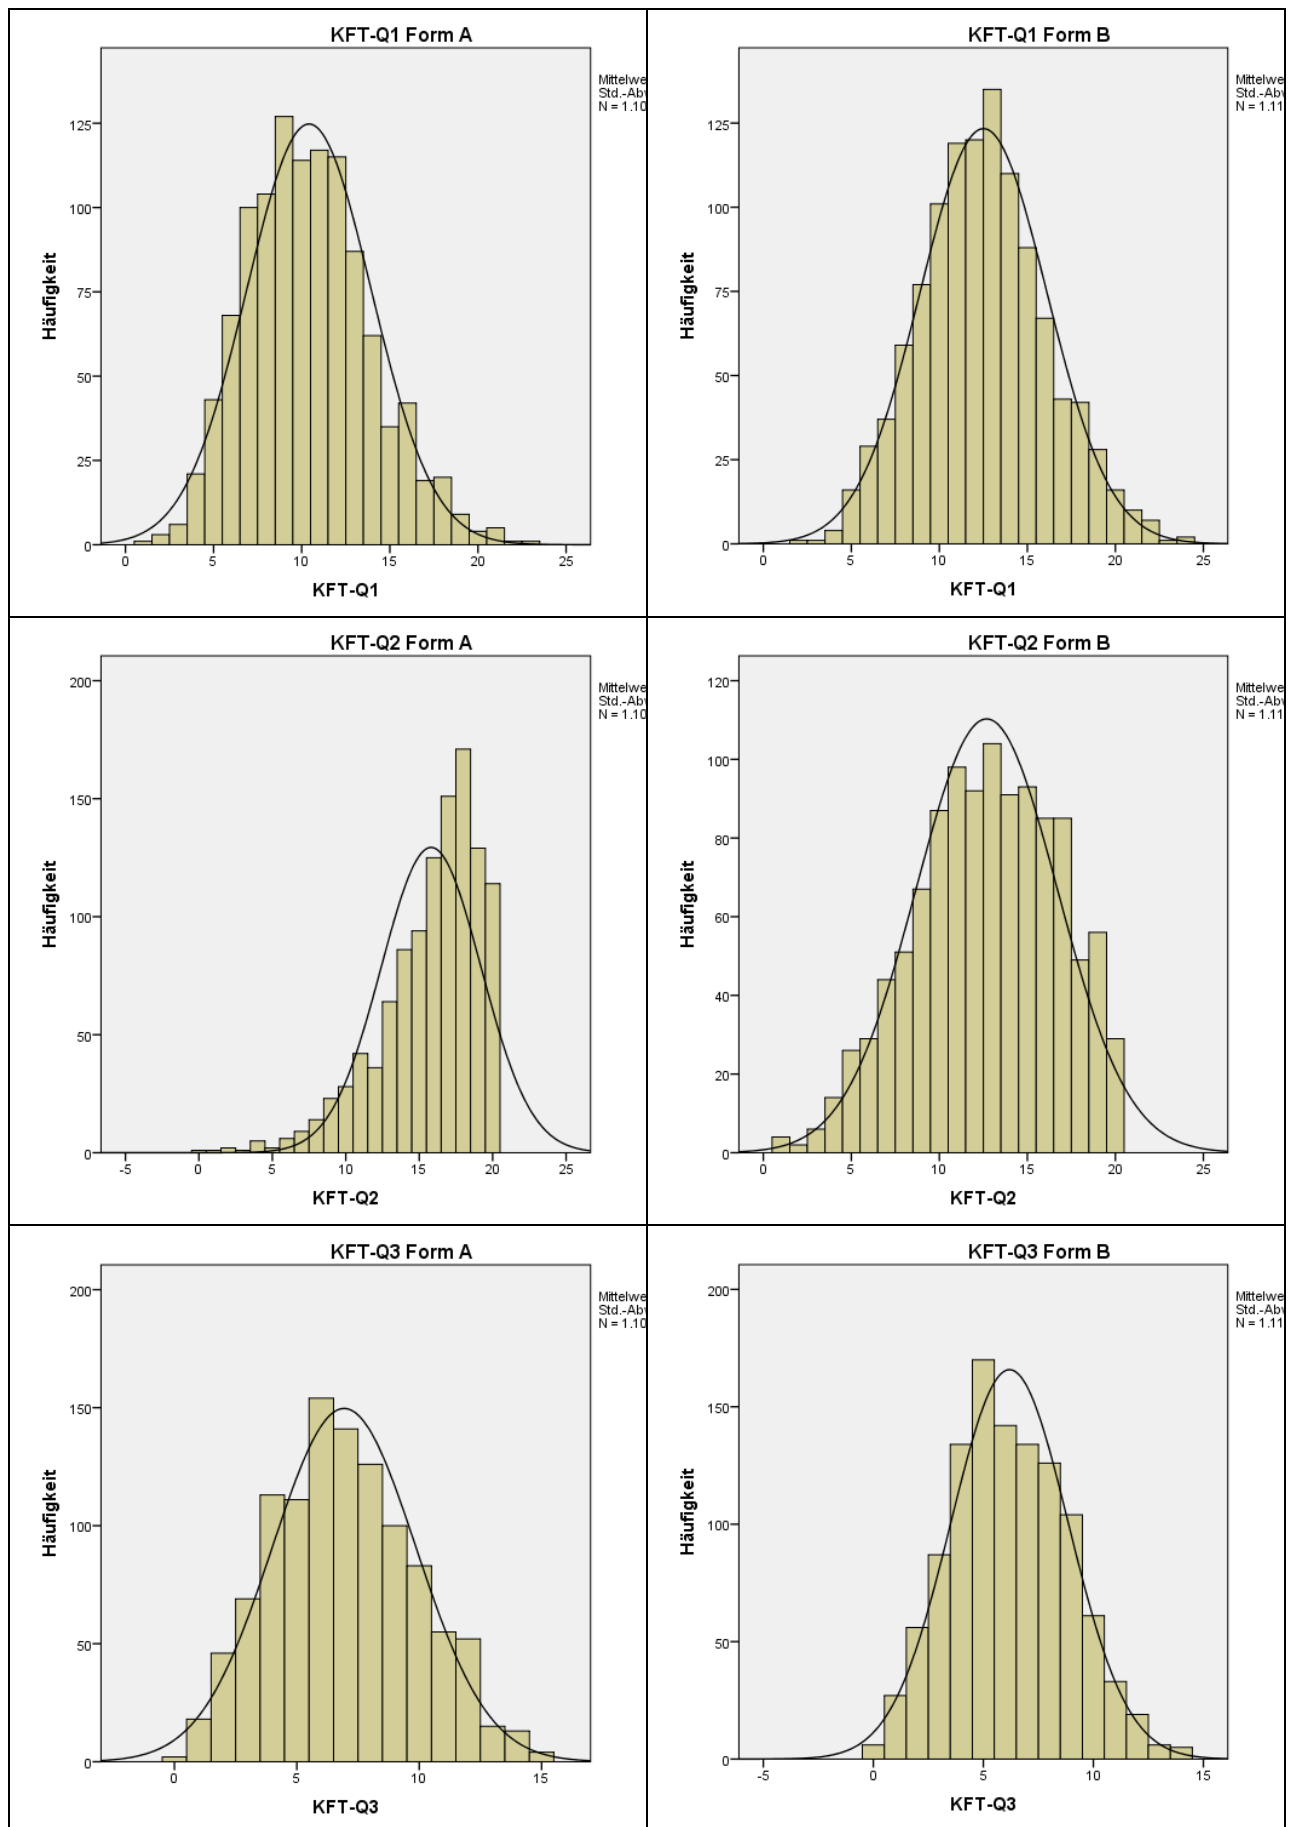 KFT-Q1 Form A
Mittelwe
Std.-Ab
N = 1.10
125
100
75
50
25
0
Häufigkeit
0 5 10 15 20 25
KFT-Q1
KFT-Q1 Form B
Mittelwe
Std.-Ab
N = 1.11
125
100
75
50
25
0
Häufigkeit
0 5 10 15 20 25
KFT-Q1
KFT-Q2 Form A
Mittelwe
Std.-Ab
N = 1.10
200
150
100
50
0
Häufigkeit
-5 0 5 10 15 20 25
KFT-Q2
KFT-Q2 Form B
Mittelwe
Std.-Ab
N = 1.11
120
100
80
60
40
20
0
Häufigkeit
0 5 10 15 20 25
KFT-Q2
KFT-Q3 Form A
Mittelwe
Std.-Ab
N = 1.10
200
150
100
50
0
Häufigkeit
0 5 10 15
KFT-Q3
KFT-Q3 Form B
Mittelwe
Std.-Ab
N = 1.11
200
150
100
50
0
Häufigkeit
-5 0 5 10 15
KFT-Q3